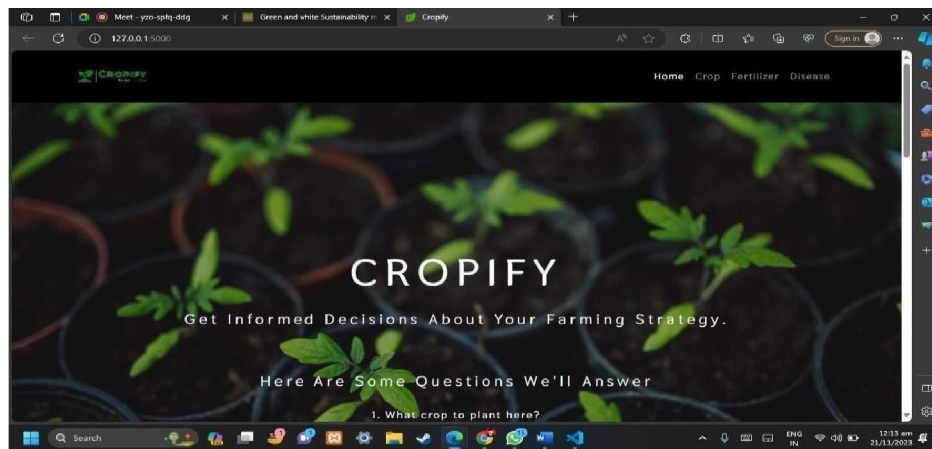 Meet - yzo-spfq-ddg
Green and white Sustainability m
Cropify
127.0.0.1:5000
Sign in
CROPIFY
Home Crop Fertilizer Disease
CROPIFY
Get Informed Decisions About Your Farming Strategy.
Here Are Some Questions We'll Answer
1. What crop to plant here?
Search
ENG
IN
12:13 am
21/11/2023